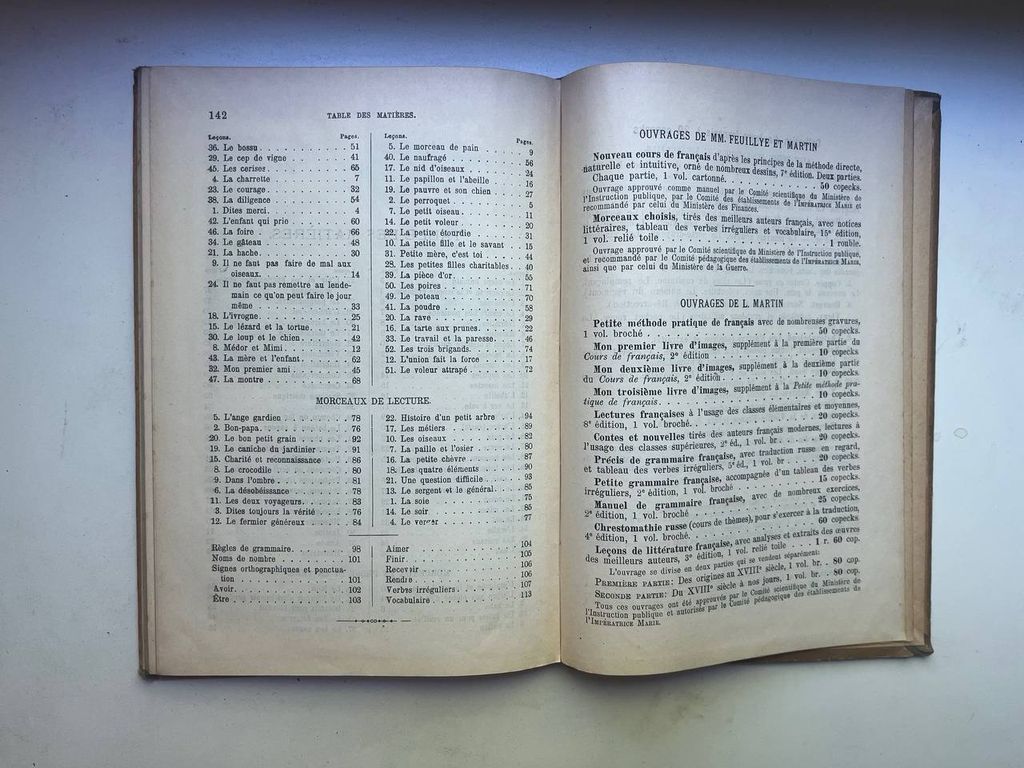 142
TABLE DES MATIÈRES.
Leçons. Pages.
36. Le bossu . . . . . . . . . . . 51
29. Le cep de vigne . . . . . . . 41
45. Les cerises . . . . . . . . . . 65
4. La charrette . . . . . . . . . 7
23. Le courage. . . . . . . . . . 32
38. La diligence . . . . . . . . . 54
1. Dites merci. . . . . . . . . . 4
42. L'enfant qui prie . . . . . . . 60
46. La foire . . . . . . . . . . . 66
34. Le gâteau . . . . . . . . . . 48
21. La hache. . . . . . . . . . . 30
9. Il ne faut pas faire de mal aux
oiseaux. . . . . . . . . . . 14
24. Il ne faut pas remettre au lende-
main ce qu'on peut faire le jour
même . . . . . . . . . . . 33
18. L'ivrogne . . . . . . . . . . 25
15. Le lézard et la tortue. . . . . 21
30. Le loup et le chien . . . . . . 42
8. Médor et Mimi . . . . . . . . 12
43. La mère et l'enfant . . . . . . 62
32. Mon premier ami . . . . . . . 45
47. La montre . . . . . . . . . . 68
Leçons. Pages.
5. Le morceau de pain . . . . . . 9
40. Le naufragé . . . . . . . . . 56
17. Le nid d'oiseaux . . . . . . . 24
11. Le papillon et l'abeille . . . . 16
19. Le pauvre et son chien . . . . 27
2. Le perroquet . . . . . . . . . 5
7. Le petit oiseau. . . . . . . . 11
14. Le petit voleur . . . . . . . . 20
22. La petite étourdie . . . . . . 31
10. La petite fille et le savant . . 15
31. Petite mère, c'est toi . . . . . 44
28. Les petites filles charitables. . 40
39. La pièce d'or. . . . . . . . . 55
50. Les poires . . . . . . . . . . 71
49. Le poteau . . . . . . . . . . 70
41. La poudre . . . . . . . . . . 58
20. La rave . . . . . . . . . . . 29
16. La tarte aux prunes. . . . . . 22
33. Le travail et la paresse. . . . 46
52. Les trois brigands. . . . . . . 74
12. L'union fait la force . . . . . 17
51. Le voleur attrapé . . . . . . . 72
MORCEAUX DE LECTURE.
5. L'ange gardien . . . . . . . . 78
2. Bon-papa. . . . . . . . . . . 76
20. Le bon petit grain . . . . . . 92
19. Le caniche du jardinier . . . . 91
15. Charité et reconnaissance . . . 86
8. Le crocodile . . . . . . . . . 80
9. Dans l'ombre. . . . . . . . . 81
6. La désobéissance . . . . . . . 78
11. Les deux voyageurs. . . . . . 83
3. Dites toujours la vérité . . . . 76
12. Le fermier généreux . . . . . 84
22. Histoire d'un petit arbre . . . 94
17. Les métiers. . . . . . . . . . 89
10. Les oiseaux . . . . . . . . . 82
7. La paille et l'osier . . . . . . 80
16. La petite chèvre . . . . . . . 87
18. Les quatre éléments . . . . . 90
21. Une question difficile . . . . . 93
13. Le sergent et le général. . . . 85
1. La soie . . . . . . . . . . . 75
14. Le soir . . . . . . . . . . . 85
4. Le verger . . . . . . . . . . 77
Règles de grammaire. . . . . . . 98
Noms de nombre . . . . . . . . 101
Signes orthographiques et ponctua-
tion . . . . . . . . . . . . 101
Avoir. . . . . . . . . . . . . 102
Être . . . . . . . . . . . . . 103
Aimer . . . . . . . . . . . . 104
Finir. . . . . . . . . . . . . 105
Recevoir . . . . . . . . . . . 106
Rendre . . . . . . . . . . . . 106
Verbes irréguliers. . . . . . . . 107
Vocabulaire . . . . . . . . . . 113
OUVRAGES DE MM. FEUILLYE ET MARTIN
Nouveau cours de français d'après les principes de la méthode directe,
naturelle et intuitive, orné de nombreux dessins, 7e édition. Deux parties.
Chaque partie, 1 vol. cartonné. . . . . . . 50 copecks.
Ouvrage approuvé comme manuel par le Comité scientifique du Ministère de
l'Instruction publique, par le Comité des établissements de l'IMPÉRATRICE MARIE et
recommandé par celui du Ministère des Finances.
Morceaux choisis, tirés des meilleurs auteurs français, avec notices
littéraires, tableau des verbes irréguliers et vocabulaire, 15e édition,
1 vol. relié toile . . . . . . . . . . . 1 rouble.
Ouvrage approuvé par le Comité scientifique du Ministère de l'Instruction publique,
et recommandé par le Comité pédagogique des établissements de l'IMPÉRATRICE MARIE,
ainsi que par celui du Ministère de la Guerre.
OUVRAGES DE L. MARTIN
Petite méthode pratique de français avec de nombreuses gravures,
1 vol. broché . . . . . . . . . . . . 50 copecks.
Mon premier livre d'images, supplément à la première partie du
Cours de français, 2e édition . . . . . . . 10 copecks.
Mon deuxième livre d'images, supplément à la deuxième partie
du Cours de français, 2e édition . . . . . . 10 copecks.
Mon troisième livre d'images, supplément à la Petite méthode pra-
tique de français. . . . . . . . . . . 10 copecks.
Lectures françaises à l'usage des classes élémentaires et moyennes,
8e édition, 1 vol. broché. . . . . . . . . 20 copecks.
Contes et nouvelles tirés des auteurs français modernes, lectures à
l'usage des classes supérieures, 2e éd., 1 vol. br . . . . 20 copecks.
Précis de grammaire française, avec traduction russe en regard,
et tableau des verbes irréguliers, 5e éd., 1 vol. br . . . . 20 copecks.
Petite grammaire française, accompagnée d'un tableau des verbes
irréguliers, 2e édition, 1 vol. broché . . . . . 15 copecks.
Manuel de grammaire française, avec de nombreux exercices,
2e édition, 1 vol. broché . . . . . . . . 25 copecks.
Chrestomathie russe (cours de thèmes), pour s'exercer à la traduction,
4e édition, 1 vol. broché. . . . . . . . . 60 copecks.
Leçons de littérature française, avec analyses et extraits des œuvres
des meilleurs auteurs, 3e édition, 1 vol. relié toile . . . 1 r. 60 cop.
L'ouvrage se divise en deux parties qui se vendent séparément:
PREMIÈRE PARTIE: Des origines au XVIIIe siècle, 1 vol. br. . 80 cop.
SECONDE PARTIE: Du XVIIIe siècle à nos jours, 1 vol. br. . 80 cop.
Tous ces ouvrages ont été approuvés par le Comité scientifique du Ministère de
l'Instruction publique et autorisés par le Comité pédagogique des établissements de
l'IMPÉRATRICE MARIE.